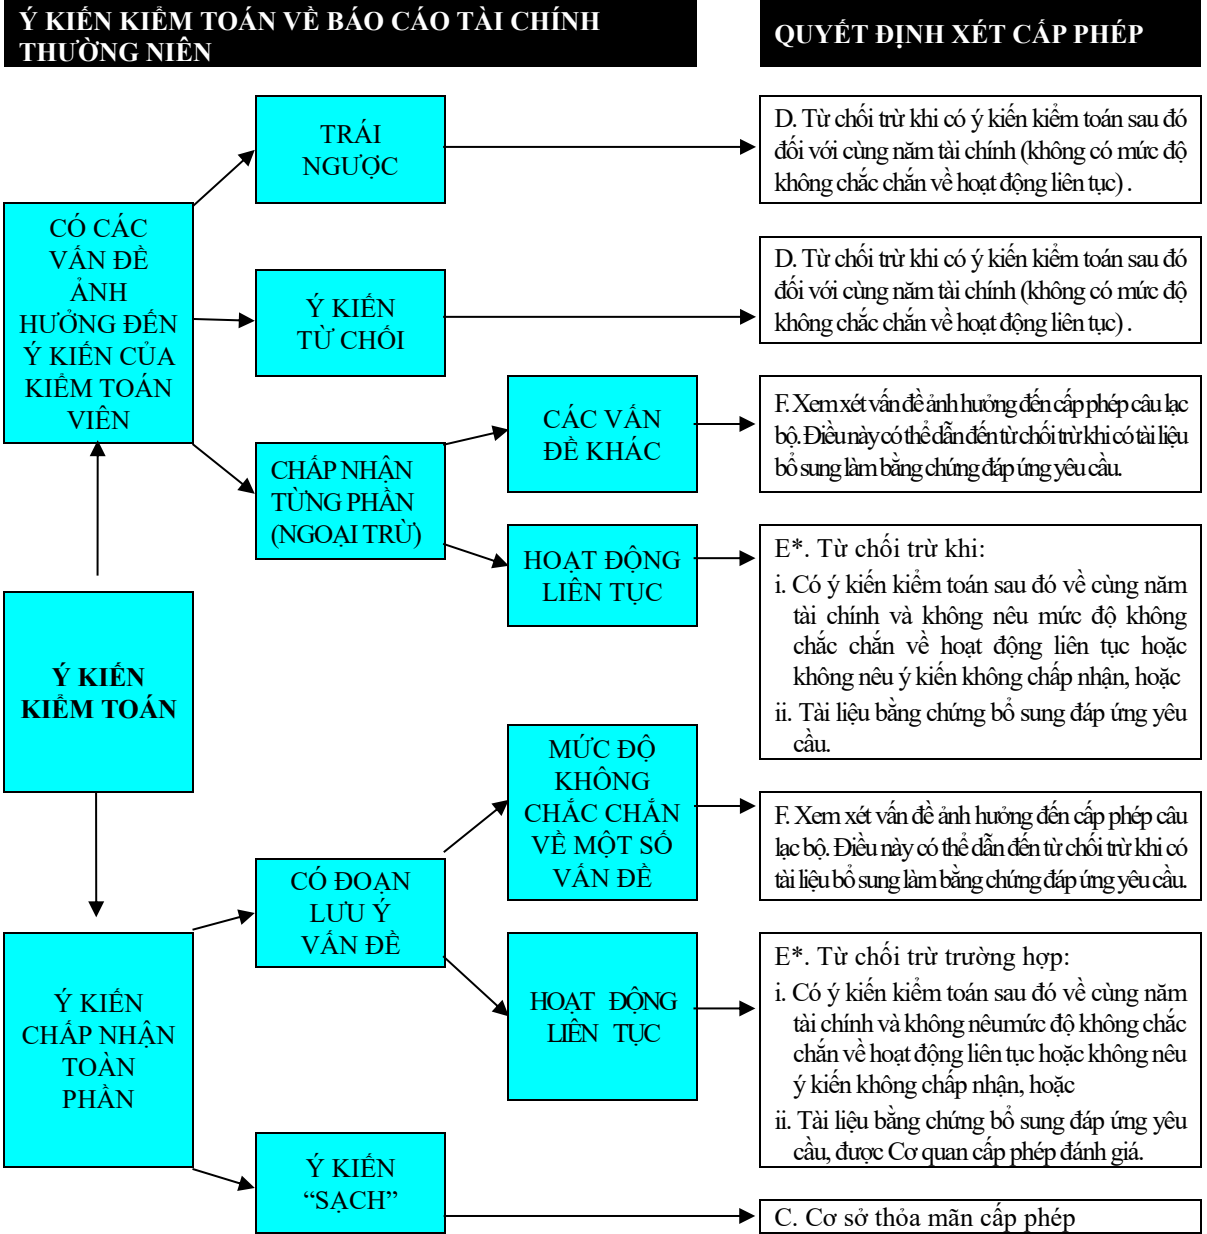 Ý KIẾN KIỂM TOÁN VỀ BÁO CÁO TÀI CHÍNH
THƯỜNG NIÊN
QUYẾT ĐỊNH XÉT CẤP PHÉP
TRÁI
NGƯỢC
D. Từ chối trừ khi có ý kiến kiểm toán sau đó
đối với cùng năm tài chính (không có mức độ
không chắc chắn về hoạt động liên tục) .
CÓ CÁC
VẤN ĐỀ
ẢNH
HƯỞNG ĐẾN
Ý KIẾN CỦA
KIỂM TOÁN
VIÊN
Ý KIẾN
TỪ CHỐI
D. Từ chối trừ khi có ý kiến kiểm toán sau đó
đối với cùng năm tài chính (không có mức độ
không chắc chắn về hoạt động liên tục) .
CHẤP NHẬN
TỪNG PHẦN
(NGOẠI TRỪ)
CÁC VẤN
ĐỀ KHÁC
F. Xem xét vấn đề ảnh hưởng đến cấp phép câu lạc
bộ. Điều này có thể dẫn đến từ chối trừ khi có tài liệu
bổ sung làm bằng chứng đáp ứng yêu cầu.
HOẠT ĐỘNG
LIÊN TỤC
E*. Từ chối trừ khi:
i. Có ý kiến kiểm toán sau đó về cùng năm
tài chính và không nêu mức độ không
chắc chắn về hoạt động liên tục hoặc
không nêu ý kiến không chấp nhận, hoặc
ii. Tài liệu bằng chứng bổ sung đáp ứng yêu
cầu.
Ý KIẾN
KIỂM TOÁN
MỨC ĐỘ
KHÔNG
CHẮC CHẮN
VỀ MỘT SỐ
VẤN ĐỀ
F. Xem xét vấn đề ảnh hưởng đến cấp phép câu
lạc bộ. Điều này có thể dẫn đến từ chối trừ khi có
tài liệu bổ sung làm bằng chứng đáp ứng yêu cầu.
CÓ ĐOẠN
LƯU Ý
VẤN ĐỀ
HOẠT ĐỘNG
LIÊN TỤC
E*. Từ chối trừ trường hợp:
i. Có ý kiến kiểm toán sau đó về cùng năm
tài chính và không nêumức độ không chắc
chắn về hoạt động liên tục hoặc không nêu
ý kiến không chấp nhận, hoặc
ii. Tài liệu bằng chứng bổ sung đáp ứng yêu
cầu, được Cơ quan cấp phép đánh giá.
Ý KIẾN
CHẤP NHẬN
TOÀN
PHẦN
Ý KIẾN
“SẠCH”
C. Cơ sở thỏa mãn cấp phép